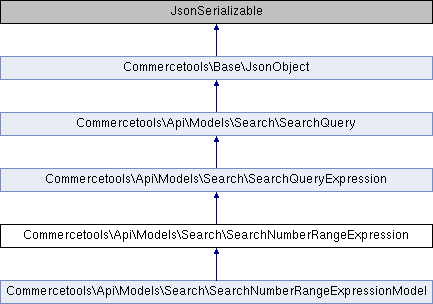 JsonSerializable
Commercetools\Base\JsonObject
Commercetools\Api\Models\Search\SearchQuery
Commercetools\Api\Models\Search\SearchQueryExpression
Commercetools\Api\Models\Search\SearchNumberRangeExpression
Commercetools\Api\Models\Search\SearchNumberRangeExpressionModel